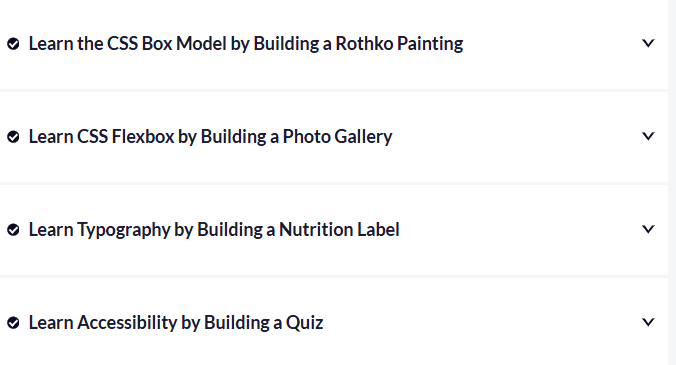 Learn the CSS Box Model by Building a Rothko Painting
Learn CSS Flexbox by Building a Photo Gallery
Learn Typography by Building a Nutrition Label
Learn Accessibility by Building a Quiz